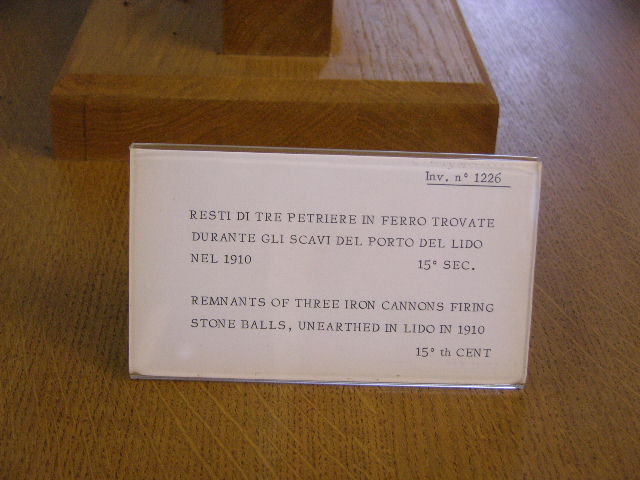 Inv. n° 1226
RESTI DI TRE PETRIERE IN FERRO TROVATE
DURANTE GLI SCAVI DEL PORTO DEL LIDO
NEL 1910 15° SEC.
REMNANTS OF THREE IRON CANNONS FIRING
STONE BALLS, UNEARTHED IN LIDO IN 1910
15° th CENT